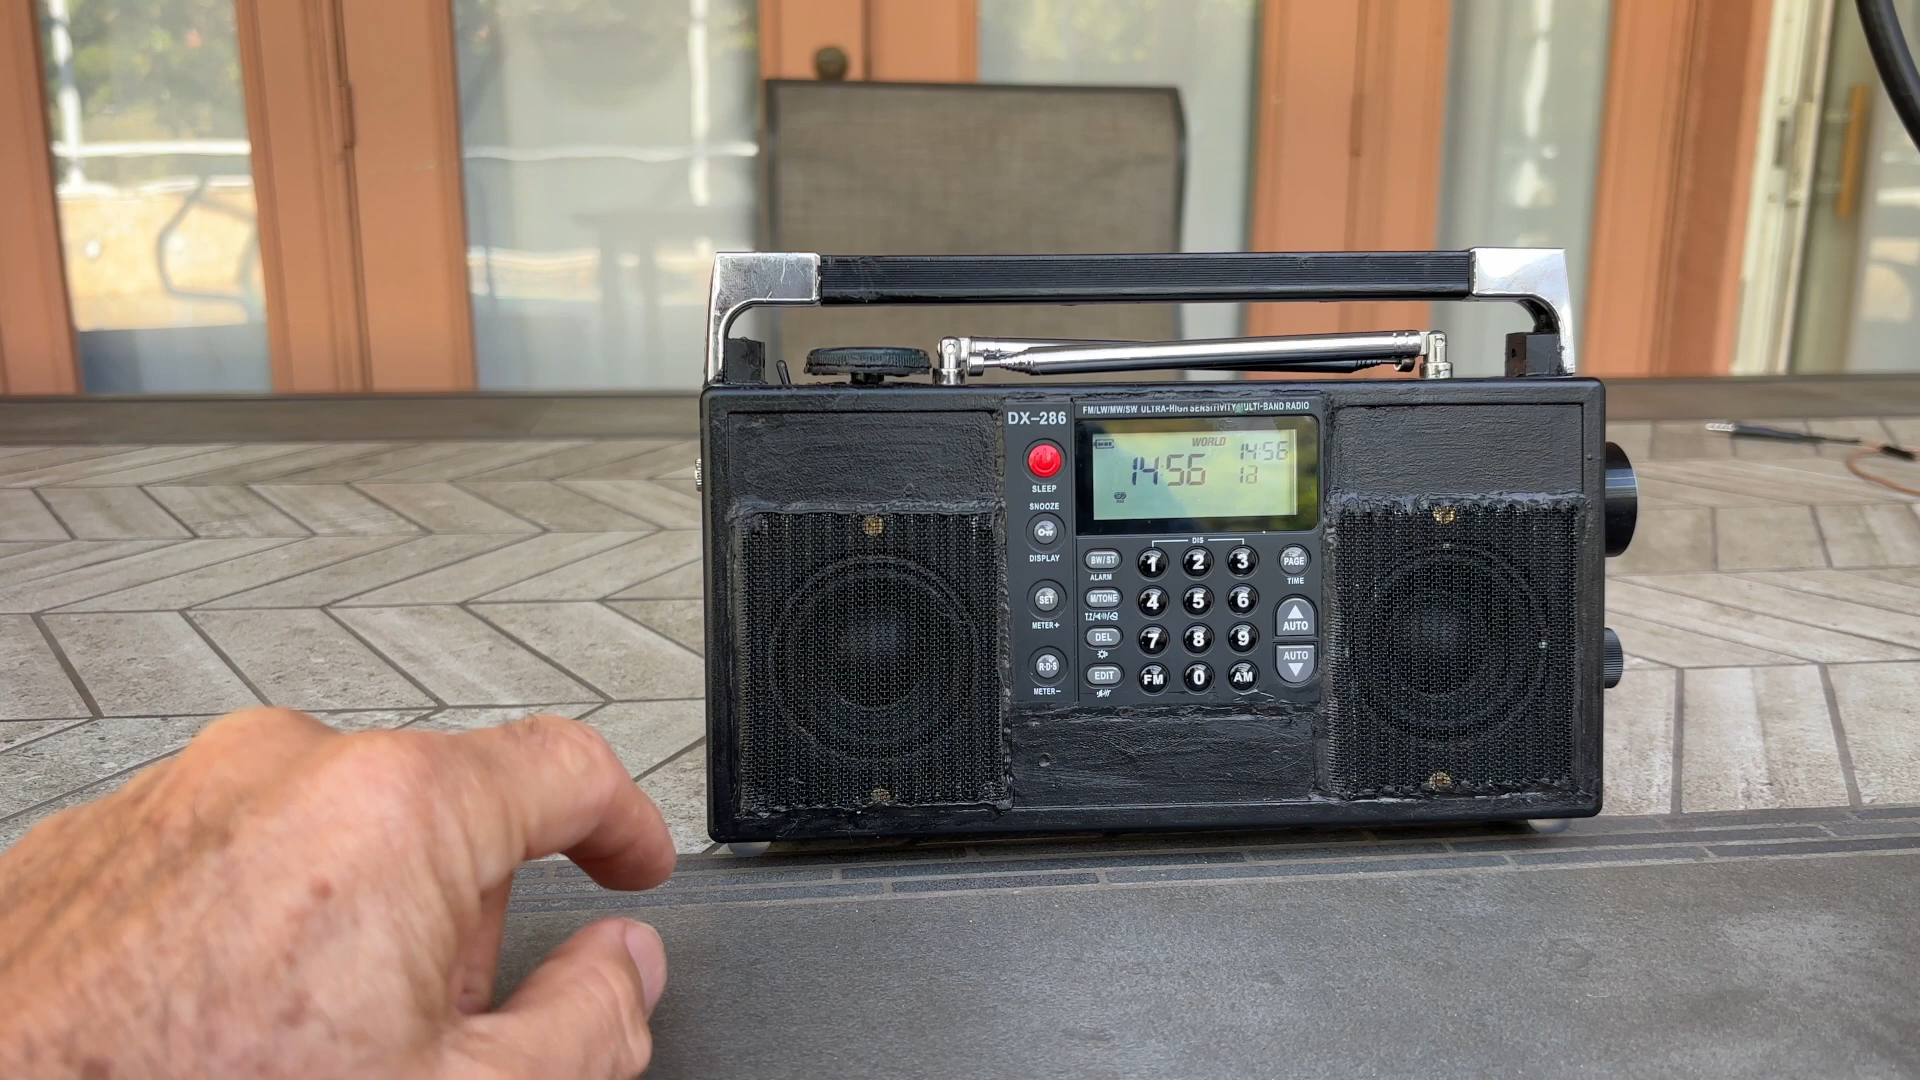 DX-286
FM/LW/MW/SW ULTRA-HIGH SENSITIVITY MULTI-BAND RADIO
WORLD
14:56
14:56
18
SLEEP
SNOOZE
DISPLAY
SET
METER+
R·D·S
METER-
DIS
BW/ST
ALARM
M/TONE
DEL
EDIT
1 2 3
4 5 6
7 8 9
FM 0 AM
PAGE
TIME
AUTO
AUTO